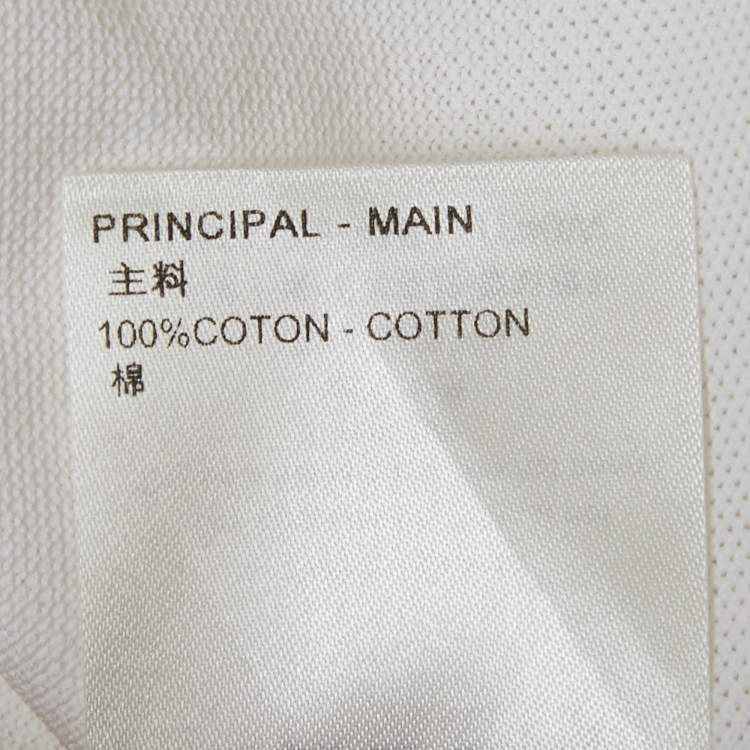 PRINCIPAL - MAIN
主料
100%COTON - COTTON
棉